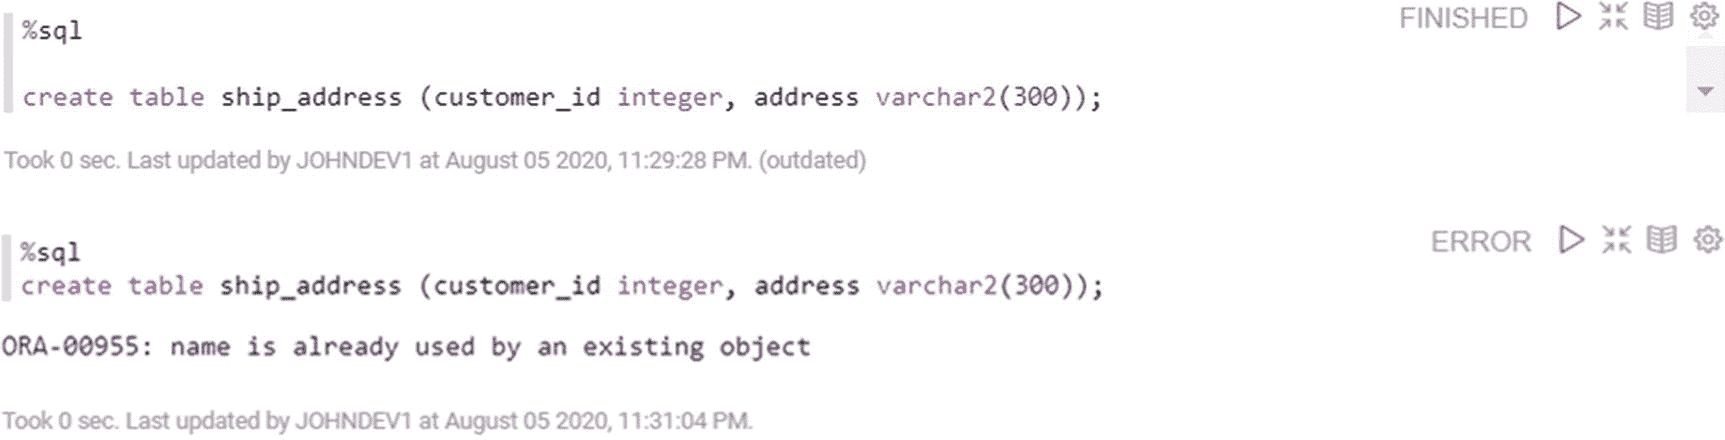 %sql
FINISHED
create table ship_address (customer_id integer, address varchar2(300));
Took 0 sec. Last updated by JOHNDEV1 at August 05 2020, 11:29:28 PM. (outdated)
%sql
ERROR
create table ship_address (customer_id integer, address varchar2(300));
ORA-00955: name is already used by an existing object
Took 0 sec. Last updated by JOHNDEV1 at August 05 2020, 11:31:04 PM.